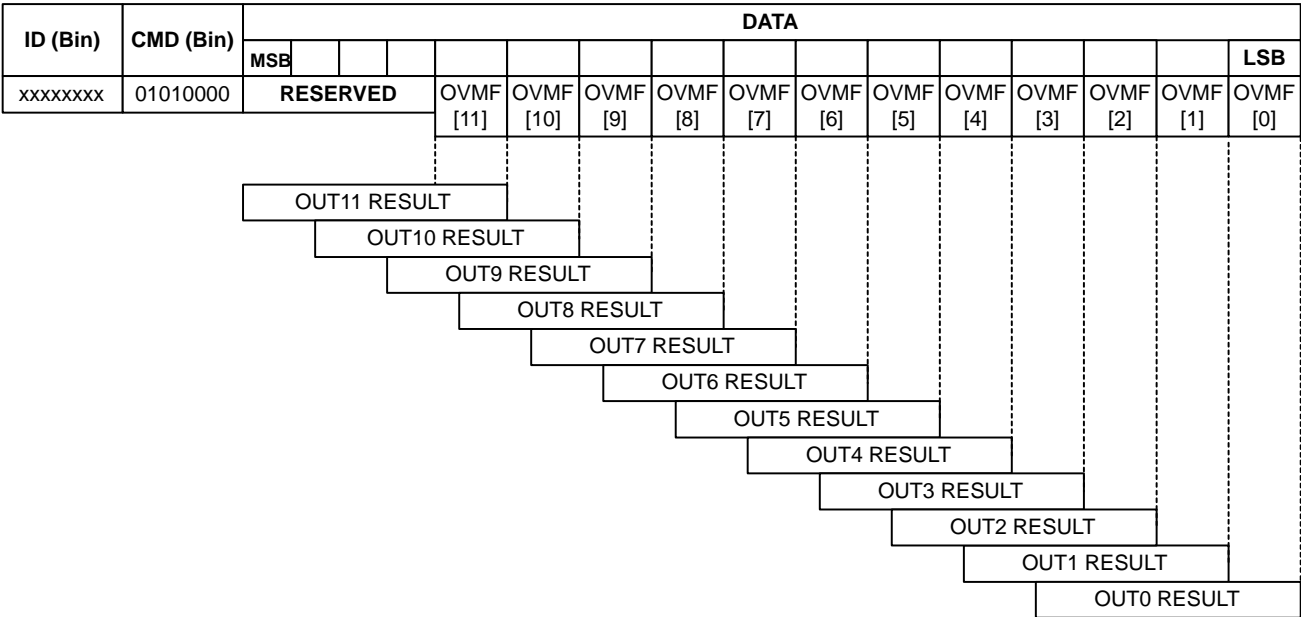 ID (Bin) CMD (Bin) DATA
MSB LSB
xxxxxxxx 01010000 RESERVED OVMF [11] OVMF [10] OVMF [9] OVMF [8] OVMF [7] OVMF [6] OVMF [5] OVMF [4] OVMF [3] OVMF [2] OVMF [1] OVMF [0]
OUT11 RESULT
OUT10 RESULT
OUT9 RESULT
OUT8 RESULT
OUT7 RESULT
OUT6 RESULT
OUT5 RESULT
OUT4 RESULT
OUT3 RESULT
OUT2 RESULT
OUT1 RESULT
OUT0 RESULT